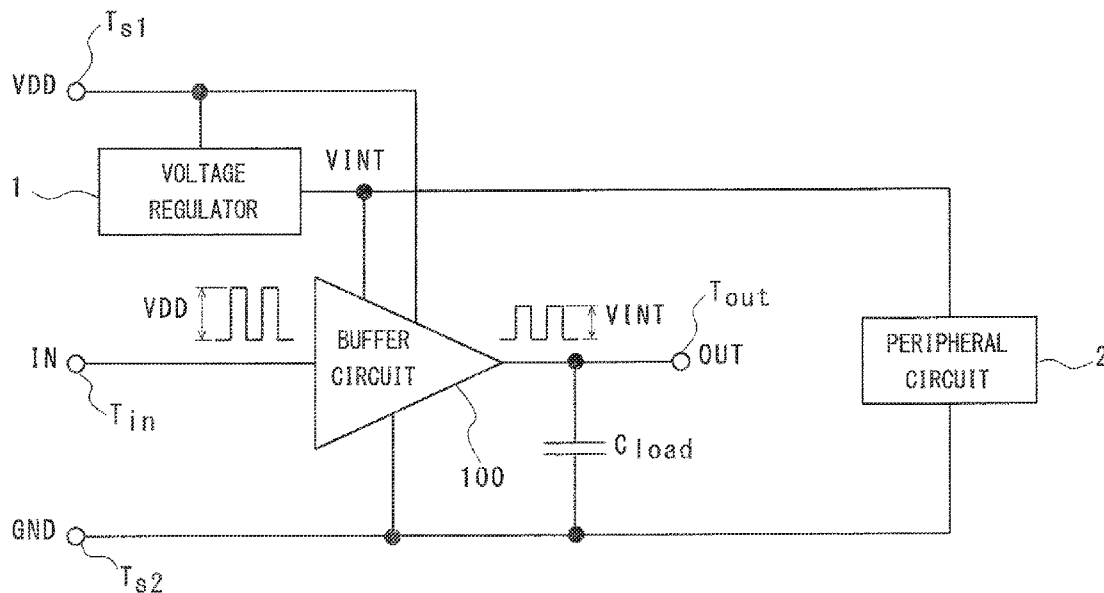 Ts1
VDD
VOLTAGE
REGULATOR
1
VINT
VDD
VINT
Tout
BUFFER
CIRCUIT
IN
OUT
PERIPHERAL
CIRCUIT
2
Tin
100
Cload
GND
Ts2